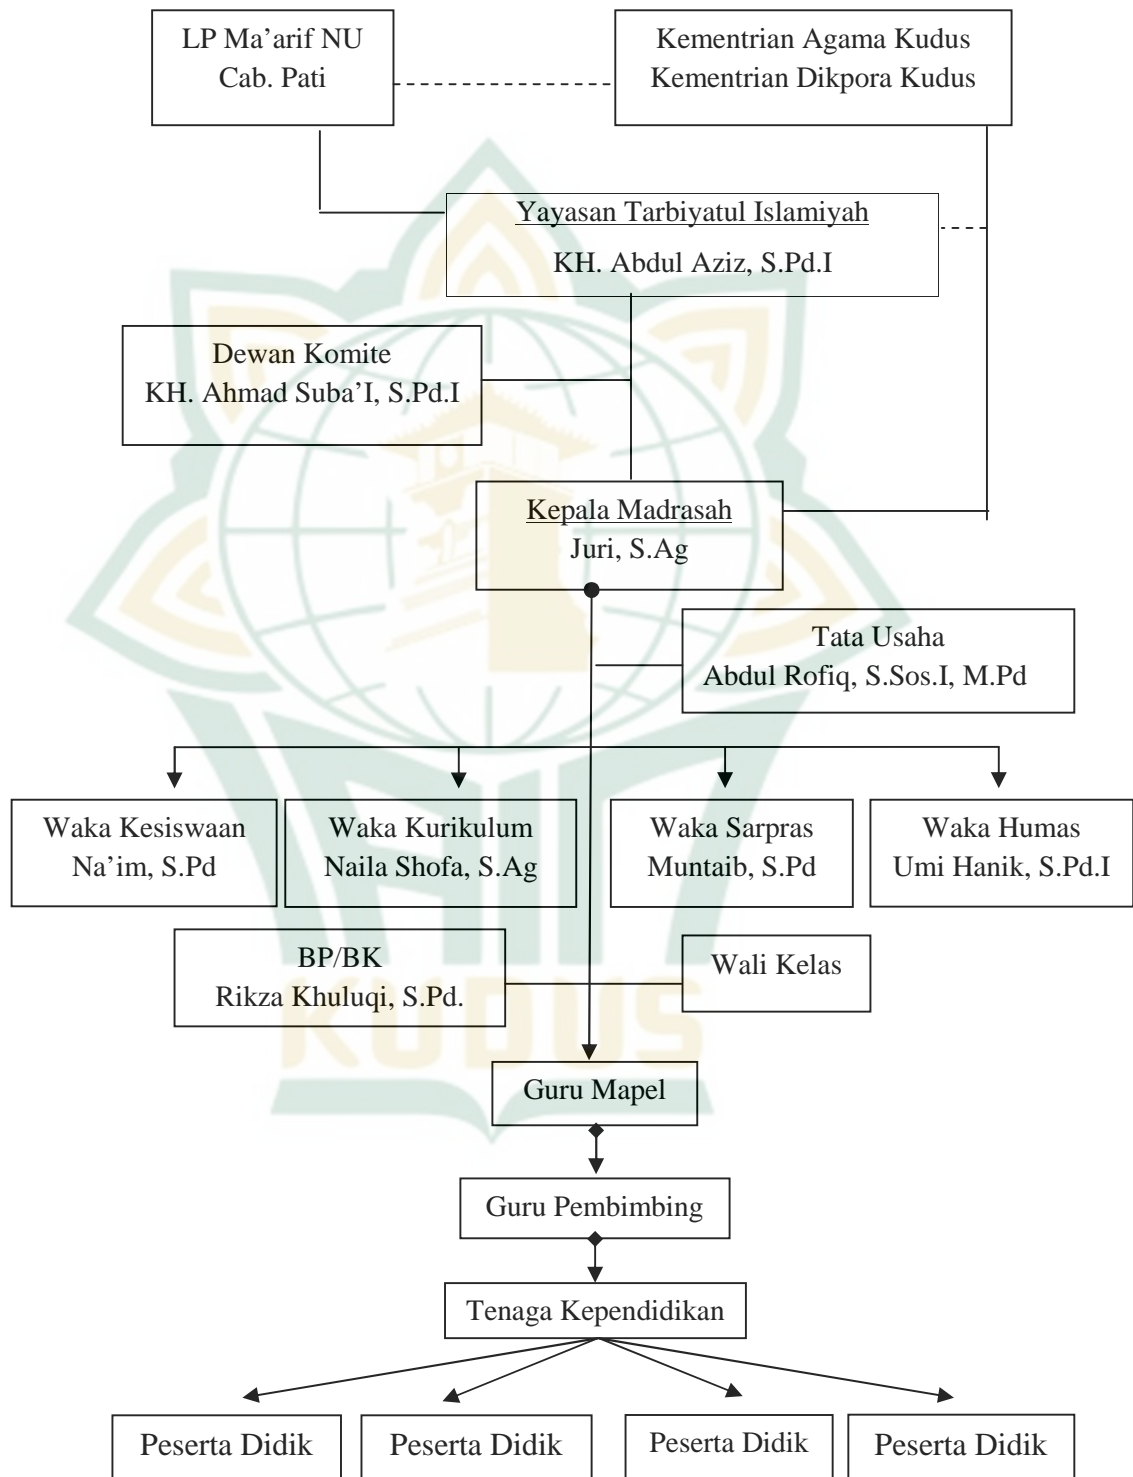 LP Ma’arif NU
Cab. Pati
Kementrian Agama Kudus
Kementrian Dikpora Kudus
Yayasan Tarbiyatul Islamiyah
KH. Abdul Aziz, S.Pd.I
Dewan Komite
KH. Ahmad Suba’I, S.Pd.I
Kepala Madrasah
Juri, S.Ag
Tata Usaha
Abdul Rofiq, S.Sos.I, M.Pd
Waka Kesiswaan
Na’im, S.Pd
Waka Kurikulum
Naila Shofa, S.Ag
Waka Sarpras
Muntaib, S.Pd
Waka Humas
Umi Hanik, S.Pd.I
BP/BK
Rikza Khuluqi, S.Pd.
Wali Kelas
KUDUS
Guru Mapel
Guru Pembimbing
Tenaga Kependidikan
Peserta Didik
Peserta Didik
Peserta Didik
Peserta Didik